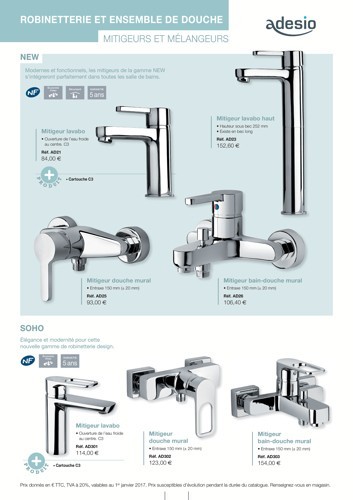 ROBINETTERIE ET ENSEMBLE DE DOUCHE
adesio
MITIGEURS ET MÉLANGEURS
NEW
Modernes et fonctionnels, les mitigeurs de la gamme NEW
s'intégreront parfaitement dans toutes les salle de bains.
NF
5 ans
Mitigeur lavabo
• Ouverture de l'eau froide
au centre, C3
Réf. AD21
84,00 €
PRODUIT
• Cartouche C3
Mitigeur lavabo haut
• Hauteur sous bec 252 mm
• Existe en bec long
Réf. AD23
152,60 €
Mitigeur douche mural
• Entraxe 150 mm (± 20 mm)
Réf. AD25
93,00 €
Mitigeur bain-douche mural
• Entraxe 150 mm (± 20 mm)
Réf. AD26
106,40 €
SOHO
Élégance et modernité pour cette
nouvelle gamme de robinetterie design.
NF
5 ans
Mitigeur lavabo
• Ouverture de l'eau froide
au centre, C3
Réf. AD301
114,00 €
PRODUIT
• Cartouche C3
Mitigeur
douche mural
• Entraxe 150 mm (± 20 mm)
Réf. AD302
123,00 €
Mitigeur
bain-douche mural
• Entraxe 150 mm (± 20 mm)
Réf. AD303
154,00 €
Prix donnés en € TTC, TVA à 20%, valables au 1er janvier 2017. Prix susceptibles d'évolution pendant la durée du catalogue. Renseignez-vous en magasin.